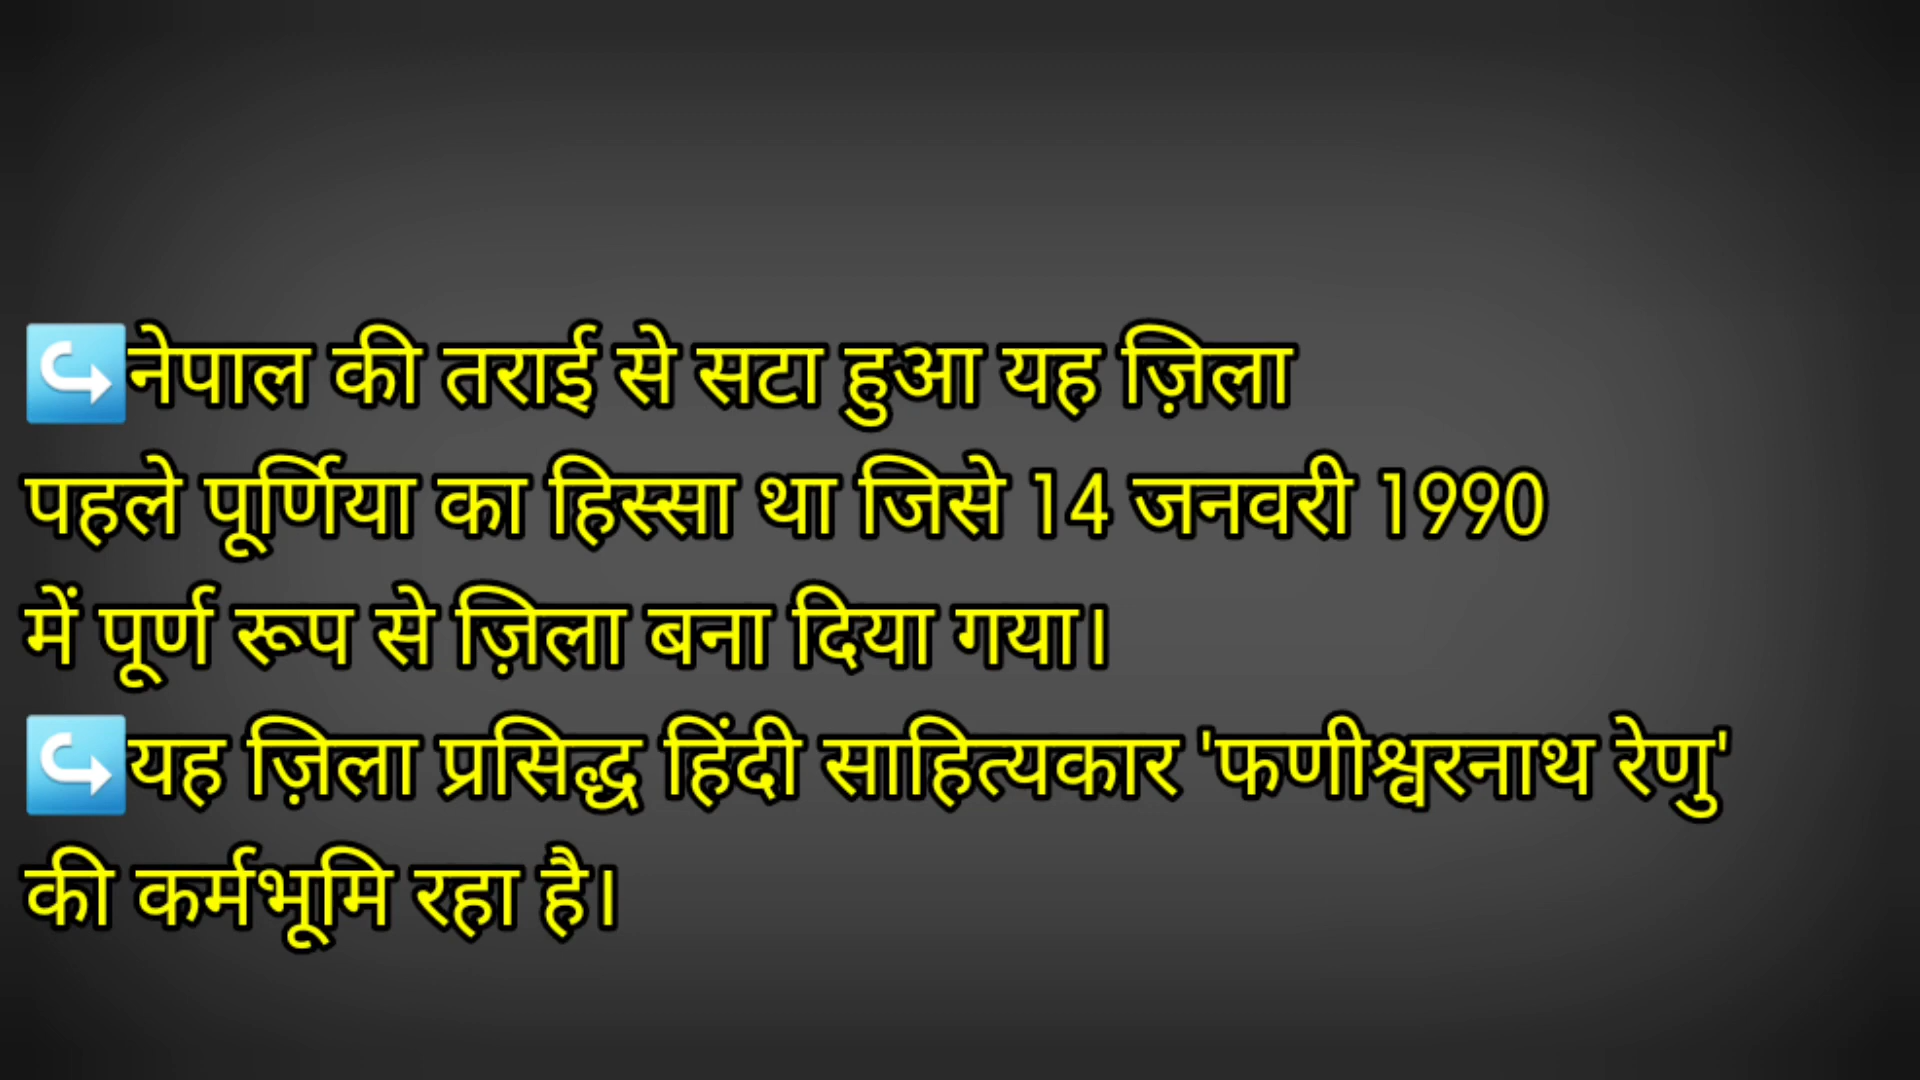 ↪नेपाल की तराई से सटा हुआ यह ज़िला
पहले पूर्णिया का हिस्सा था जिसे 14 जनवरी 1990
में पूर्ण रूप से ज़िला बना दिया गया।
↪यह ज़िला प्रसिद्ध हिंदी साहित्यकार 'फणीश्वरनाथ रेणु'
की कर्मभूमि रहा है।